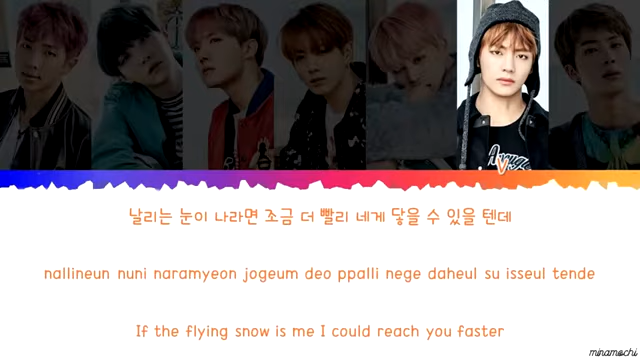 V
날리는 눈이 나라면 조금 더 빨리 네게 닿을 수 있을 텐데
nallineun nuni naramyeon jogeum deo ppalli nege daheul su isseul tende
If the flying snow is me I could reach you faster
minamochi